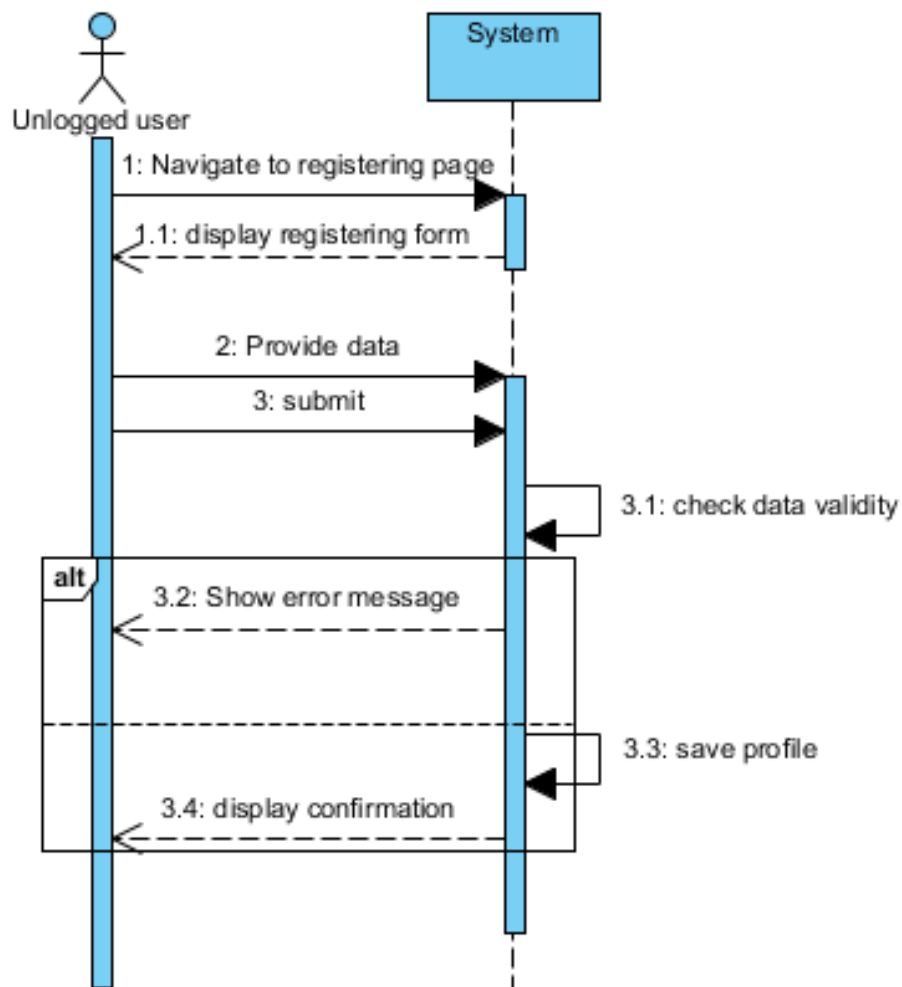 System
Unlogged user
1: Navigate to registering page
1.1: display registering form
2: Provide data
3: submit
3.1: check data validity
alt
3.2: Show error message
3.3: save profile
3.4: display confirmation